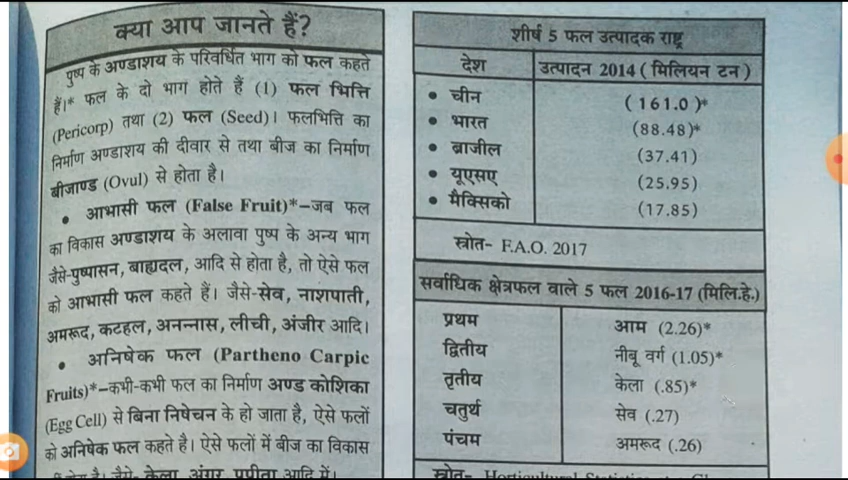 क्या आप जानते हैं?
पुष्प के अण्डाशय के परिवर्धित भाग को फल कहते
हैं।* फल के दो भाग होते हैं (1) फल भित्ति
(Pericorp) तथा (2) फल (Seed)। फलभित्ति का
निर्माण अण्डाशय की दीवार से तथा बीज का निर्माण
बीजाण्ड (Ovul) से होता है।
• आभासी फल (False Fruit)*–जब फल
का विकास अण्डाशय के अलावा पुष्प के अन्य भाग
जैसे-पुष्पासन, बाह्यदल, आदि से होता है, तो ऐसे फल
को आभासी फल कहते हैं। जैसे-सेव, नाशपाती,
अमरूद, कटहल, अनन्नास, लीची, अंजीर आदि।
• अनिषेक फल (Partheno Carpic
Fruits)*–कभी-कभी फल का निर्माण अण्ड कोशिका
(Egg Cell) से बिना निषेचन के हो जाता है, ऐसे फलों
को अनिषेक फल कहते है। ऐसे फलों में बीज का विकास
होता है। जैसे- केला, अंगूर, पपीता आदि में।
शीर्ष 5 फल उत्पादक राष्ट्र
देश उत्पादन 2014 (मिलियन टन)
• चीन (161.0)*
• भारत (88.48)*
• ब्राजील (37.41)
• यूएसए (25.95)
• मैक्सिको (17.85)
स्त्रोत- F.A.O. 2017
सर्वाधिक क्षेत्रफल वाले 5 फल 2016-17 (मिलि.हे.)
प्रथम आम (2.26)*
द्वितीय नीबू वर्ग (1.05)*
तृतीय केला (.85)*
चतुर्थ सेव (.27)
पंचम अमरूद (.26)
स्त्रोत- Horticultural Statistics